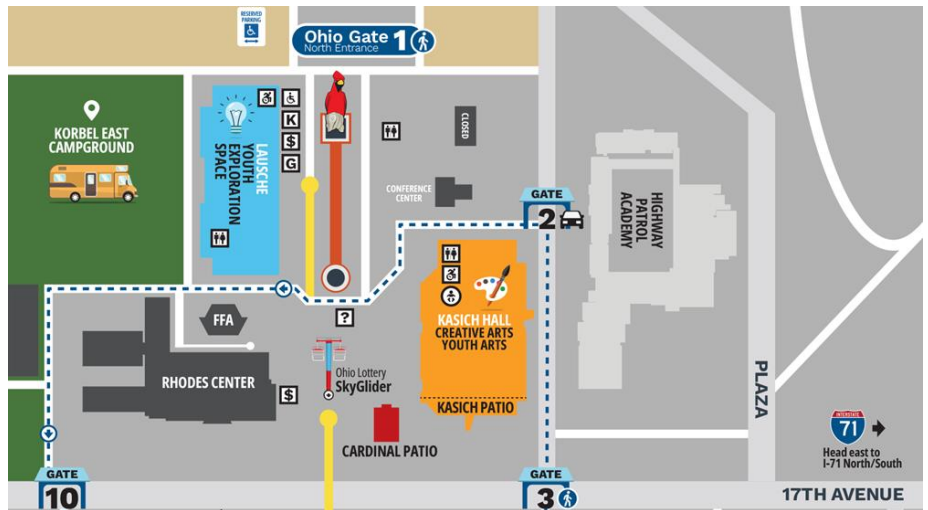 RESERVED
PARKING
Ohio Gate
North Entrance
1
KORBEL EAST
CAMPGROUND
LAUSCHE
YOUTH
EXPLORATION
SPACE
K
$
G
CLOSED
CONFERENCE
CENTER
GATE
2
HIGHWAY
PATROL
ACADEMY
KASICH HALL
CREATIVE ARTS
YOUTH ARTS
KASICH PATIO
?
FFA
RHODES CENTER
$
Ohio Lottery
SkyGlider
CARDINAL PATIO
PLAZA
INTERSTATE
71
Head east to
I-71 North/South
GATE
10
GATE
3
17TH AVENUE